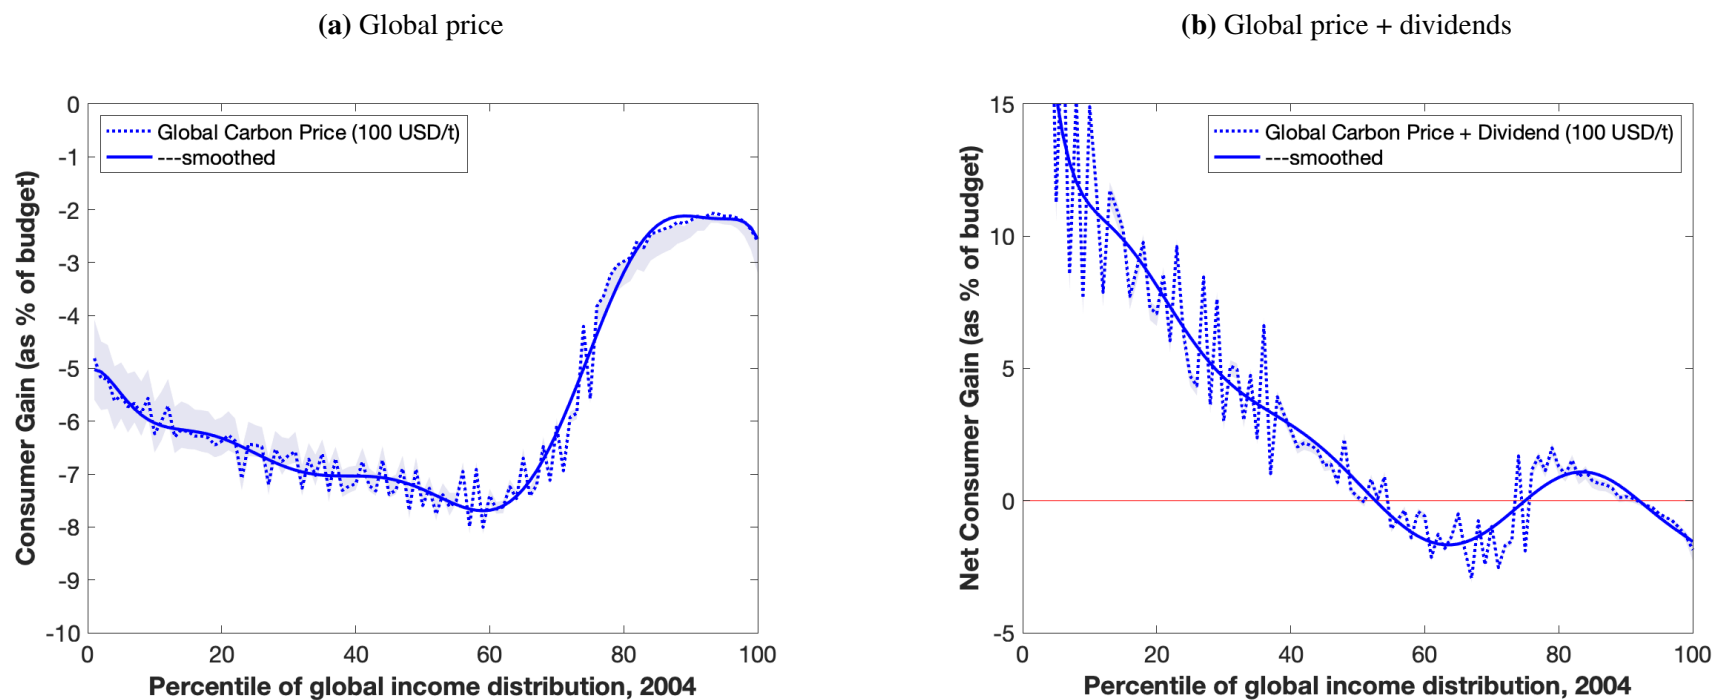 (a) Global price
0
-1
-2
-3
-4
-5
-6
-7
-8
-9
-10
Consumer Gain (as % of budget)
Global Carbon Price (100 USD/t)
---smoothed
0 20 40 60 80 100
Percentile of global income distribution, 2004
(b) Global price + dividends
15
10
5
0
-5
Net Consumer Gain (as % of budget)
Global Carbon Price + Dividend (100 USD/t)
---smoothed
0 20 40 60 80 100
Percentile of global income distribution, 2004